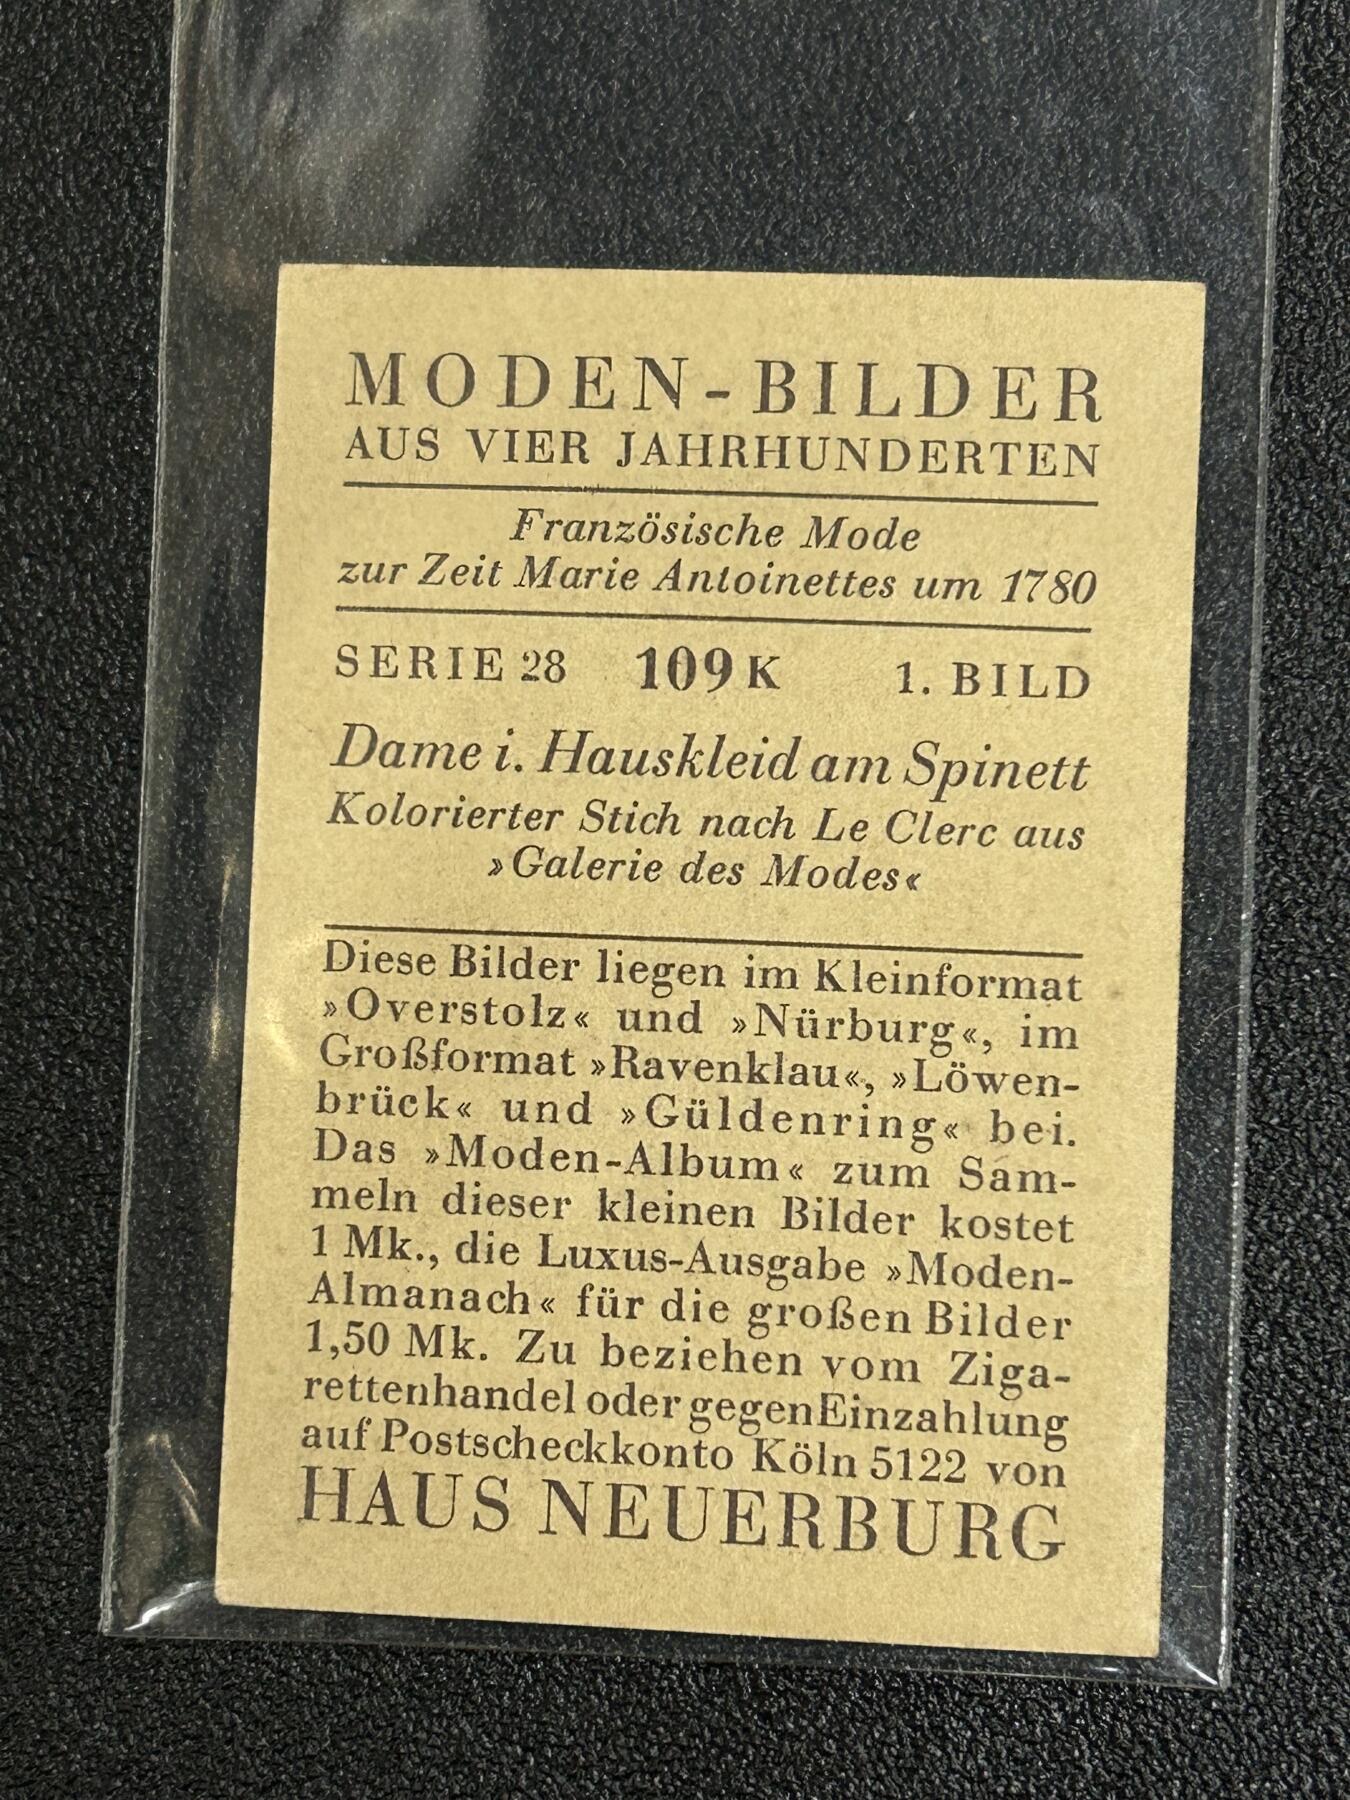 MODEN-BILDER
AUS VIER JAHRHUNDERTEN
Französische Mode
zur Zeit Marie Antoinettes um 1780
SERIE 28 109 K 1. BILD
Dame i. Hauskleid am Spinett
Kolorierter Stich nach Le Clerc aus
»Galerie des Modes«
Diese Bilder liegen im Kleinformat
»Overstolz« und »Nürburg«, im
Großformat »Ravenklau«, »Löwen-
brück« und »Güldenring« bei.
Das »Moden-Album« zum Sam-
meln dieser kleinen Bilder kostet
1 Mk., die Luxus-Ausgabe »Moden-
Almanach« für die großen Bilder
1,50 Mk. Zu beziehen vom Ziga-
rettenhandel oder gegen Einzahlung
auf Postscheckkonto Köln 5122 von
HAUS NEUERBURG